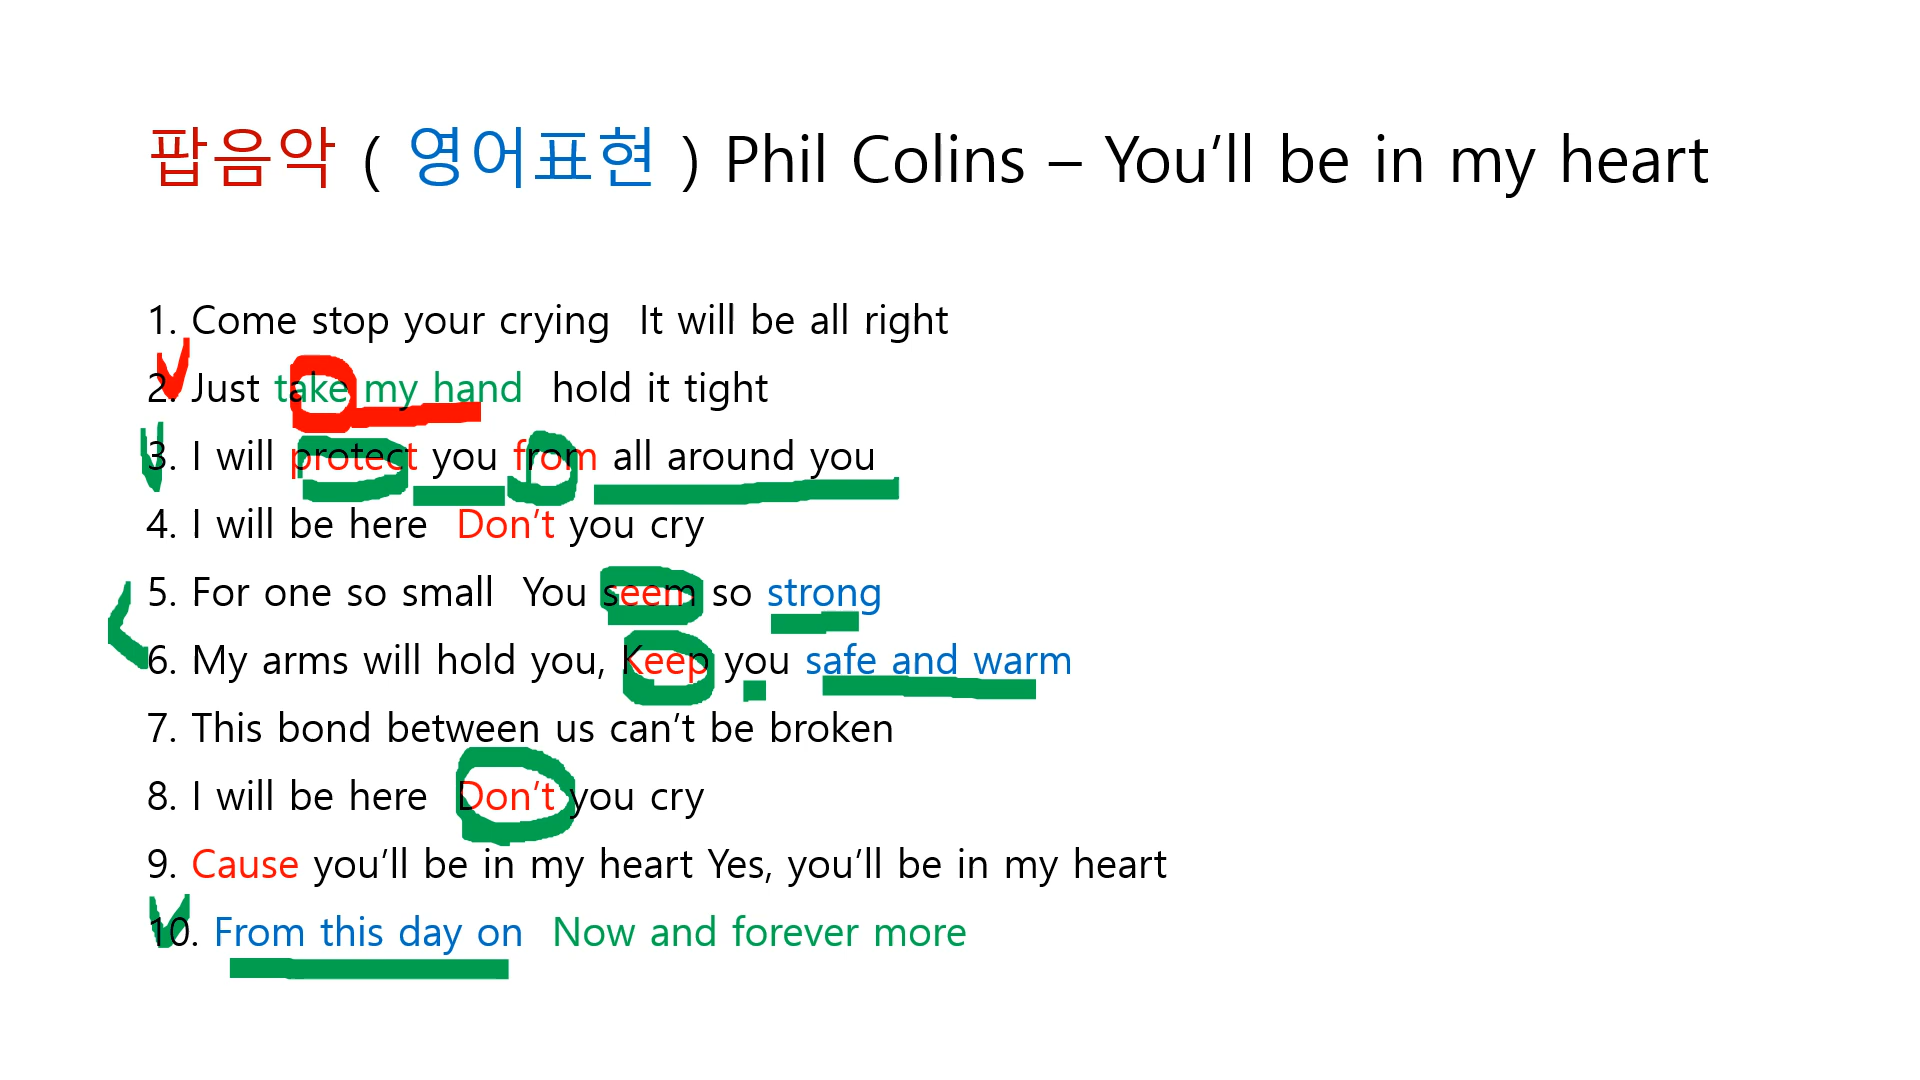 팝음악 ( 영어표현 ) Phil Colins – You’ll be in my heart
1. Come stop your crying It will be all right
2. Just take my hand hold it tight
3. I will protect you from all around you
4. I will be here Don’t you cry
5. For one so small You seem so strong
6. My arms will hold you, Keep you safe and warm
7. This bond between us can’t be broken
8. I will be here Don’t you cry
9. Cause you’ll be in my heart Yes, you’ll be in my heart
10. From this day on Now and forever more